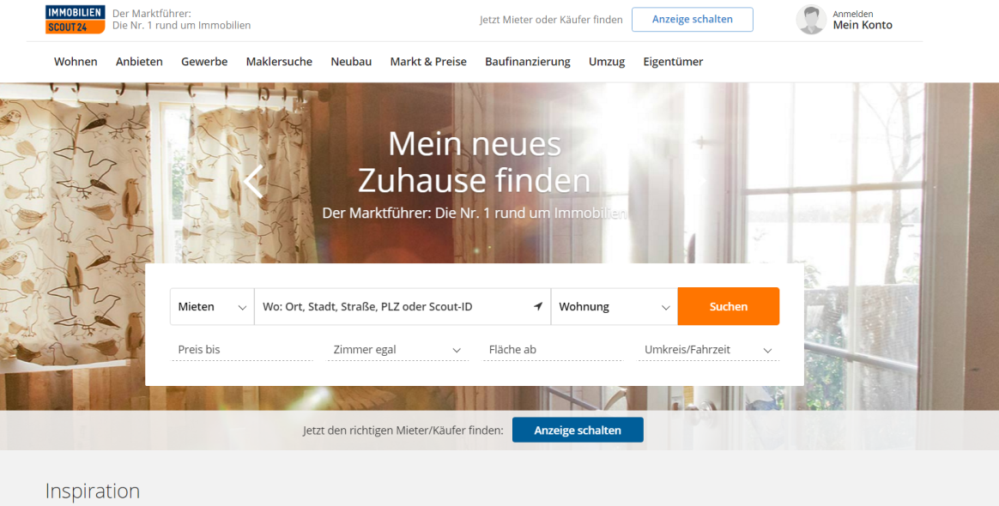 IMMOBILIEN
SCOUT24
Der Marktführer:
Die Nr. 1 rund um Immobilien
Jetzt Mieter oder Käufer finden
Anzeige schalten
Anmelden
Mein Konto
Wohnen Anbieten Gewerbe Maklersuche Neubau Markt & Preise Baufinanzierung Umzug Eigentümer
Mein neues
Zuhause finden
Der Marktführer: Die Nr. 1 rund um Immobilien
Mieten Wo: Ort, Stadt, Straße, PLZ oder Scout-ID Wohnung Suchen
Preis bis Zimmer egal Fläche ab Umkreis/Fahrzeit
Jetzt den richtigen Mieter/Käufer finden: Anzeige schalten
Inspiration